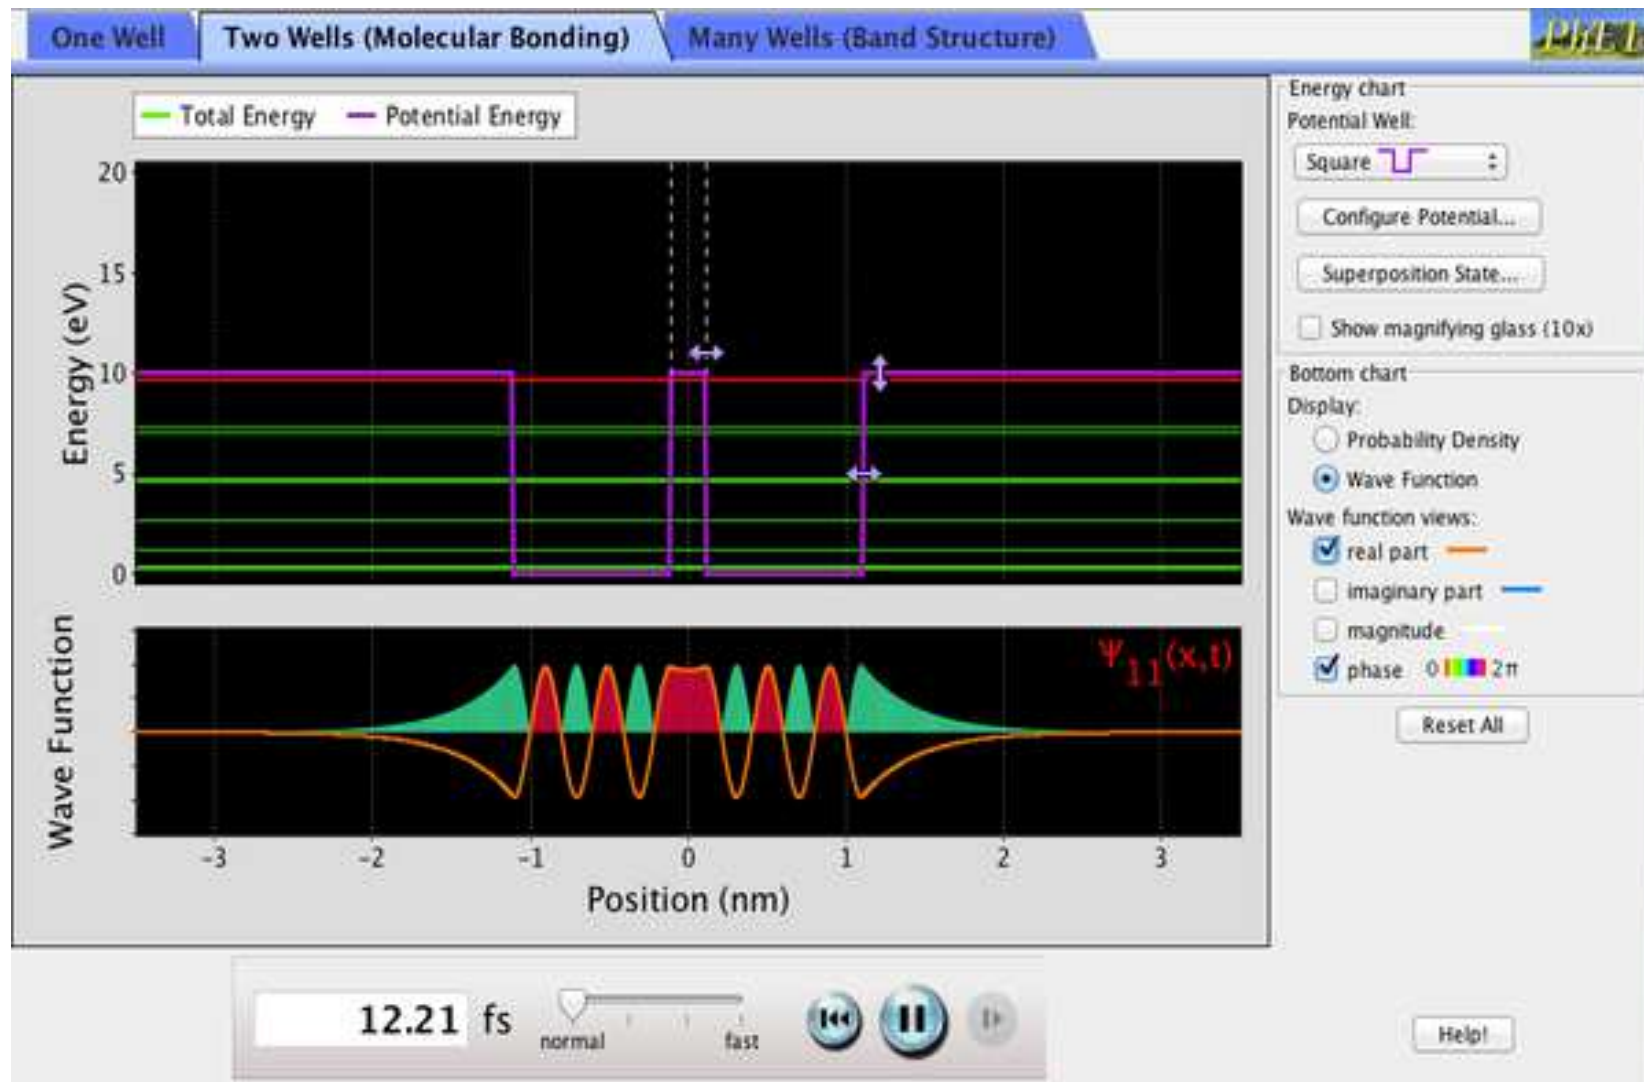 One Well
Two Wells (Molecular Bonding)
Many Wells (Band Structure)
PhET
Total Energy
Potential Energy
Energy (eV)
20
15
10
5
0
Wave Function
Ψ11(x,t)
-3
-2
-1
0
1
2
3
Position (nm)
12.21 fs
normal
fast
Energy chart
Potential Well:
Square
Configure Potential...
Superposition State...
Show magnifying glass (10x)
Bottom chart
Display:
Probability Density
Wave Function
Wave function views:
real part
imaginary part
magnitude
phase 0 2π
Reset All
Help!